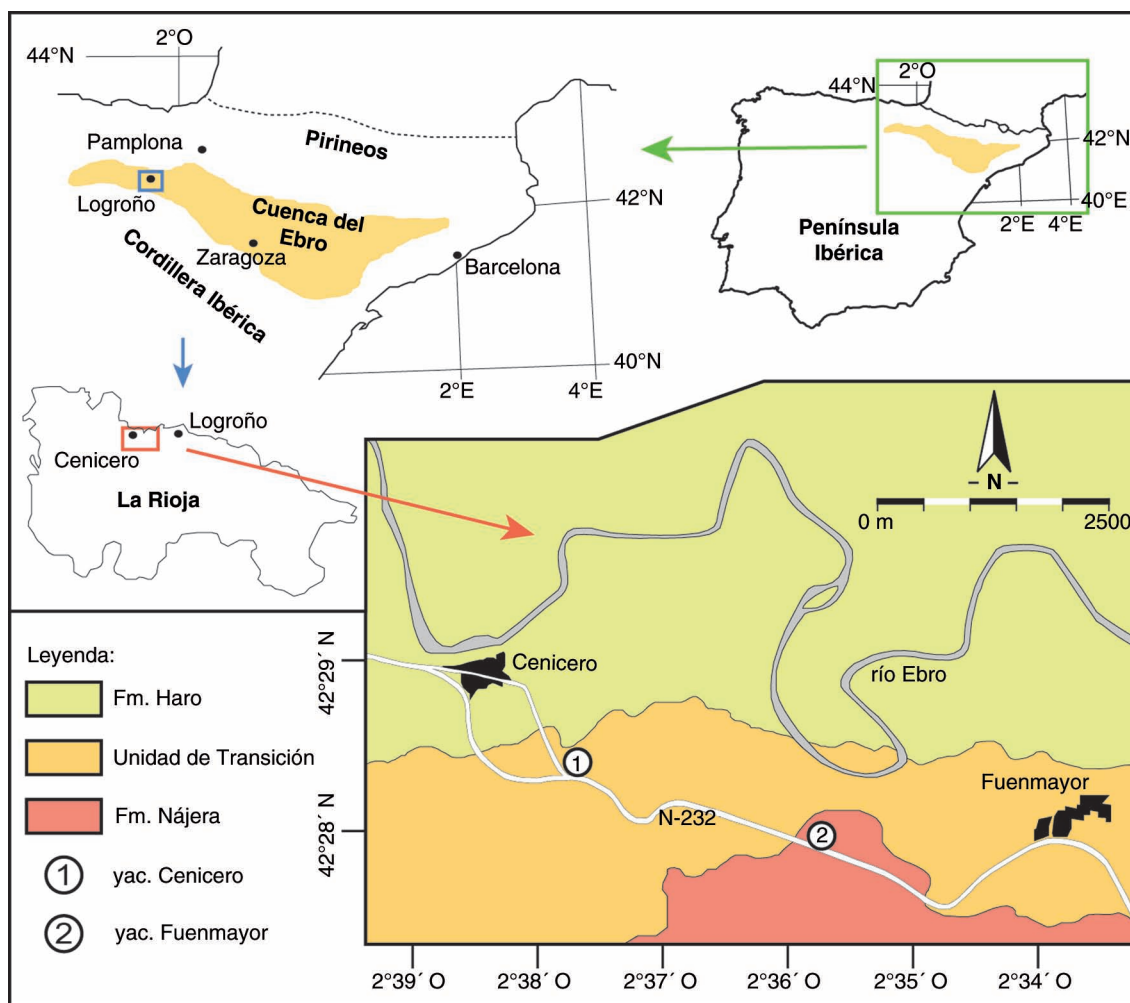 44°N
2°O
Pamplona
Pirineos
Logroño
Cuenca del
Ebro
Zaragoza
Cordillera Ibérica
Barcelona
42°N
40°N
2°E
4°E
44°N
2°O
42°N
40°E
2°E
4°E
Península
Ibérica
Logroño
Cenicero
La Rioja
N
0 m
2500
Cenicero
río Ebro
Fuenmayor
N-232
1
2
42°29´ N
42°28´ N
2°39´ O
2°38´ O
2°37´ O
2°36´ O
2°35´ O
2°34´ O
Leyenda:
Fm. Haro
Unidad de Transición
Fm. Nájera
1 yac. Cenicero
2 yac. Fuenmayor